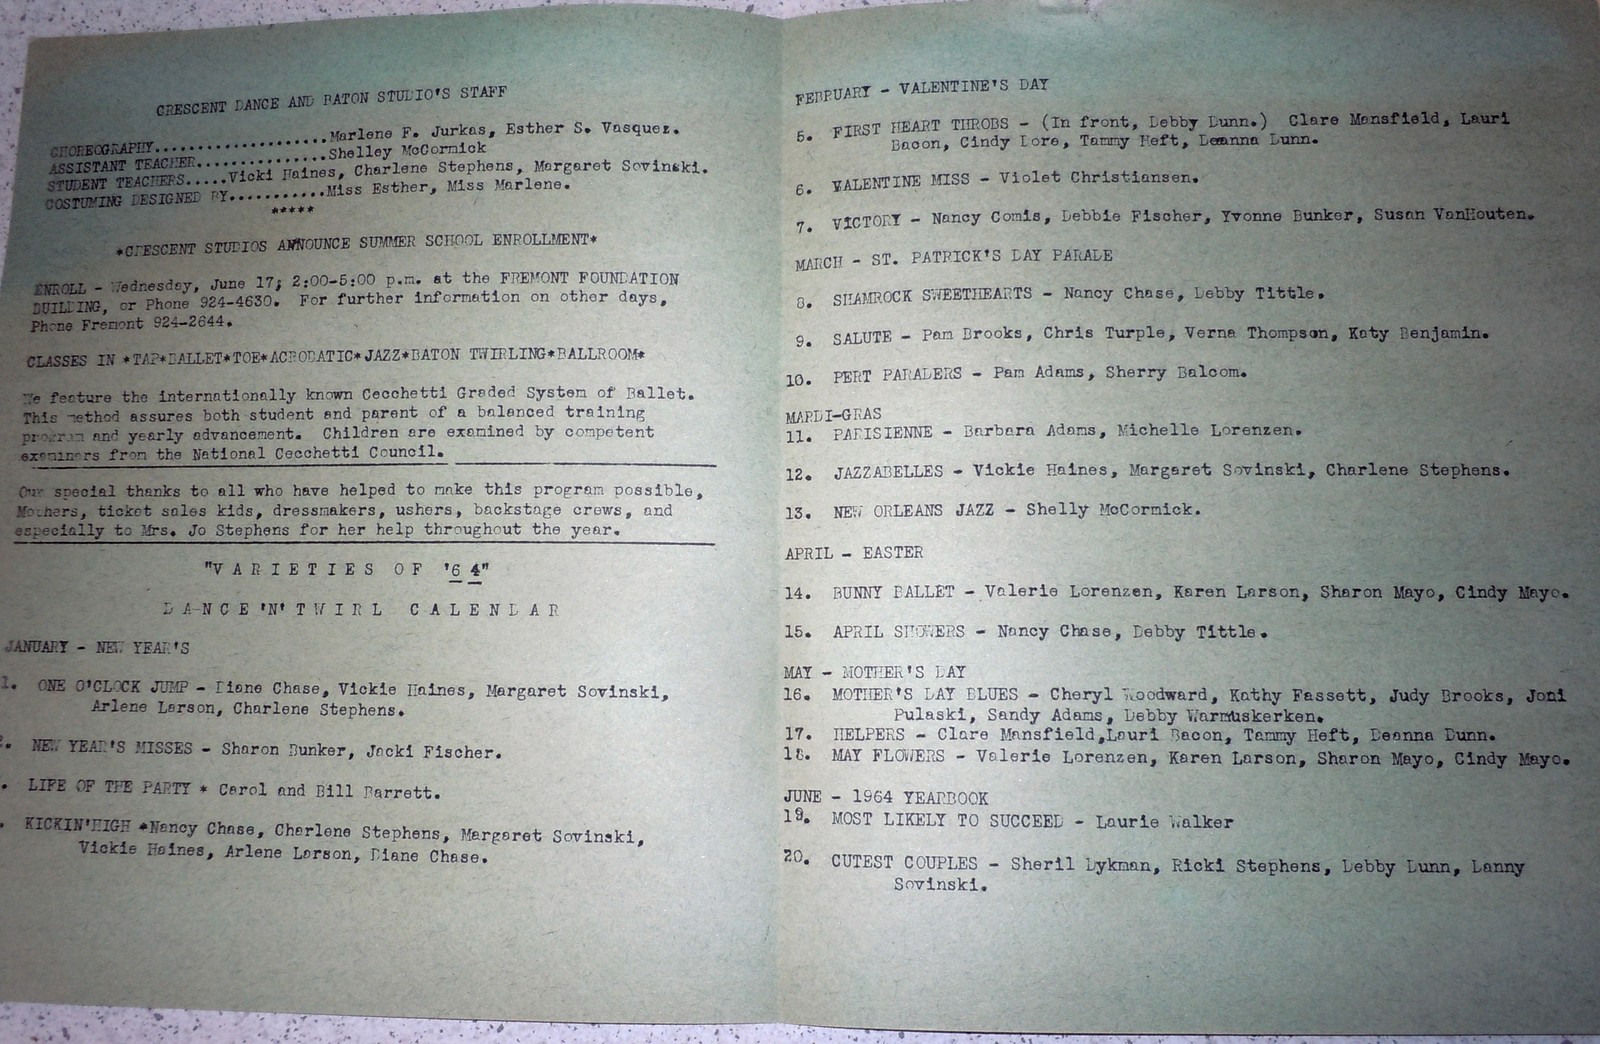 CRESCENT DANCE AND BATON STUDIO'S STAFF
CHOREOGRAPHY...................Marlene F. Jurkas, Esther S. Vasquez.
ASSISTANT TEACHER..............Shelley McCormick
STUDENT TEACHERS.....Vicki Haines, Charlene Stephens, Margaret Sovinski.
COSTUMING DESIGNED BY..........Miss Esther, Miss Marlene.
*****
*CRESCENT STUDIOS ANNOUNCE SUMMER SCHOOL ENROLLMENT*
ENROLL - Wednesday, June 17; 2:00-5:00 p.m. at the FREMONT FOUNDATION
BUILDING, or Phone 924-4630. For further information on other days,
Phone Fremont 924-2644.
CLASSES IN *TAP*BALLET*TOE*ACROBATIC*JAZZ*BATON TWIRLING*BALLROOM*
We feature the internationally known Cecchetti Graded System of Ballet.
This method assures both student and parent of a balanced training
program and yearly advancement. Children are examined by competent
examiners from the National Cecchetti Council.
Our special thanks to all who have helped to make this program possible,
Mothers, ticket sales kids, dressmakers, ushers, backstage crews, and
especially to Mrs. Jo Stephens for her help throughout the year.
"VARIETIES OF '64"
DANCE 'N' TWIRL CALENDAR
JANUARY - NEW YEAR'S
1. ONE O'CLOCK JUMP - Diane Chase, Vickie Haines, Margaret Sovinski,
Arlene Larson, Charlene Stephens.
. NEW YEAR'S MISSES - Sharon Bunker, Jacki Fischer.
. LIFE OF THE PARTY * Carol and Bill Barrett.
. KICKIN'HIGH *Nancy Chase, Charlene Stephens, Margaret Sovinski,
Vickie Haines, Arlene Larson, Diane Chase.
FEBRUARY - VALENTINE'S DAY
5. FIRST HEART THROBS - (In front, Debby Dunn.) Clare Mansfield, Lauri
Bacon, Cindy Lore, Tammy Heft, Deanna Dunn.
6. VALENTINE MISS - Violet Christiansen.
7. VICTORY - Nancy Comis, Debbie Fischer, Yvonne Bunker, Susan VanHouten.
MARCH - ST. PATRICK'S DAY PARADE
8. SHAMROCK SWEETHEARTS - Nancy Chase, Debby Tittle.
9. SALUTE - Pam Brooks, Chris Turple, Verna Thompson, Katy Benjamin.
10. PERT PARADERS - Pam Adams, Sherry Balcom.
MARDI-GRAS
11. PARISIENNE - Barbara Adams, Michelle Lorenzen.
12. JAZZABELLES - Vickie Haines, Margaret Sovinski, Charlene Stephens.
13. NEW ORLEANS JAZZ - Shelly McCormick.
APRIL - EASTER
14. BUNNY BALLET - Valerie Lorenzen, Karen Larson, Sharon Mayo, Cindy Mayo.
15. APRIL SHOWERS - Nancy Chase, Debby Tittle.
MAY - MOTHER'S DAY
16. MOTHER'S DAY BLUES - Cheryl Woodward, Kathy Fassett, Judy Brooks, Joni
Pulaski, Sandy Adams, Debby Warmuskerken.
17. HELPERS - Clare Mansfield,Lauri Bacon, Tammy Heft, Deanna Dunn.
18. MAY FLOWERS - Valerie Lorenzen, Karen Larson, Sharon Mayo, Cindy Mayo.
JUNE - 1964 YEARBOOK
19. MOST LIKELY TO SUCCEED - Laurie Walker
20. CUTEST COUPLES - Sheril Dykman, Ricki Stephens, Debby Dunn, Lanny
Sovinski.